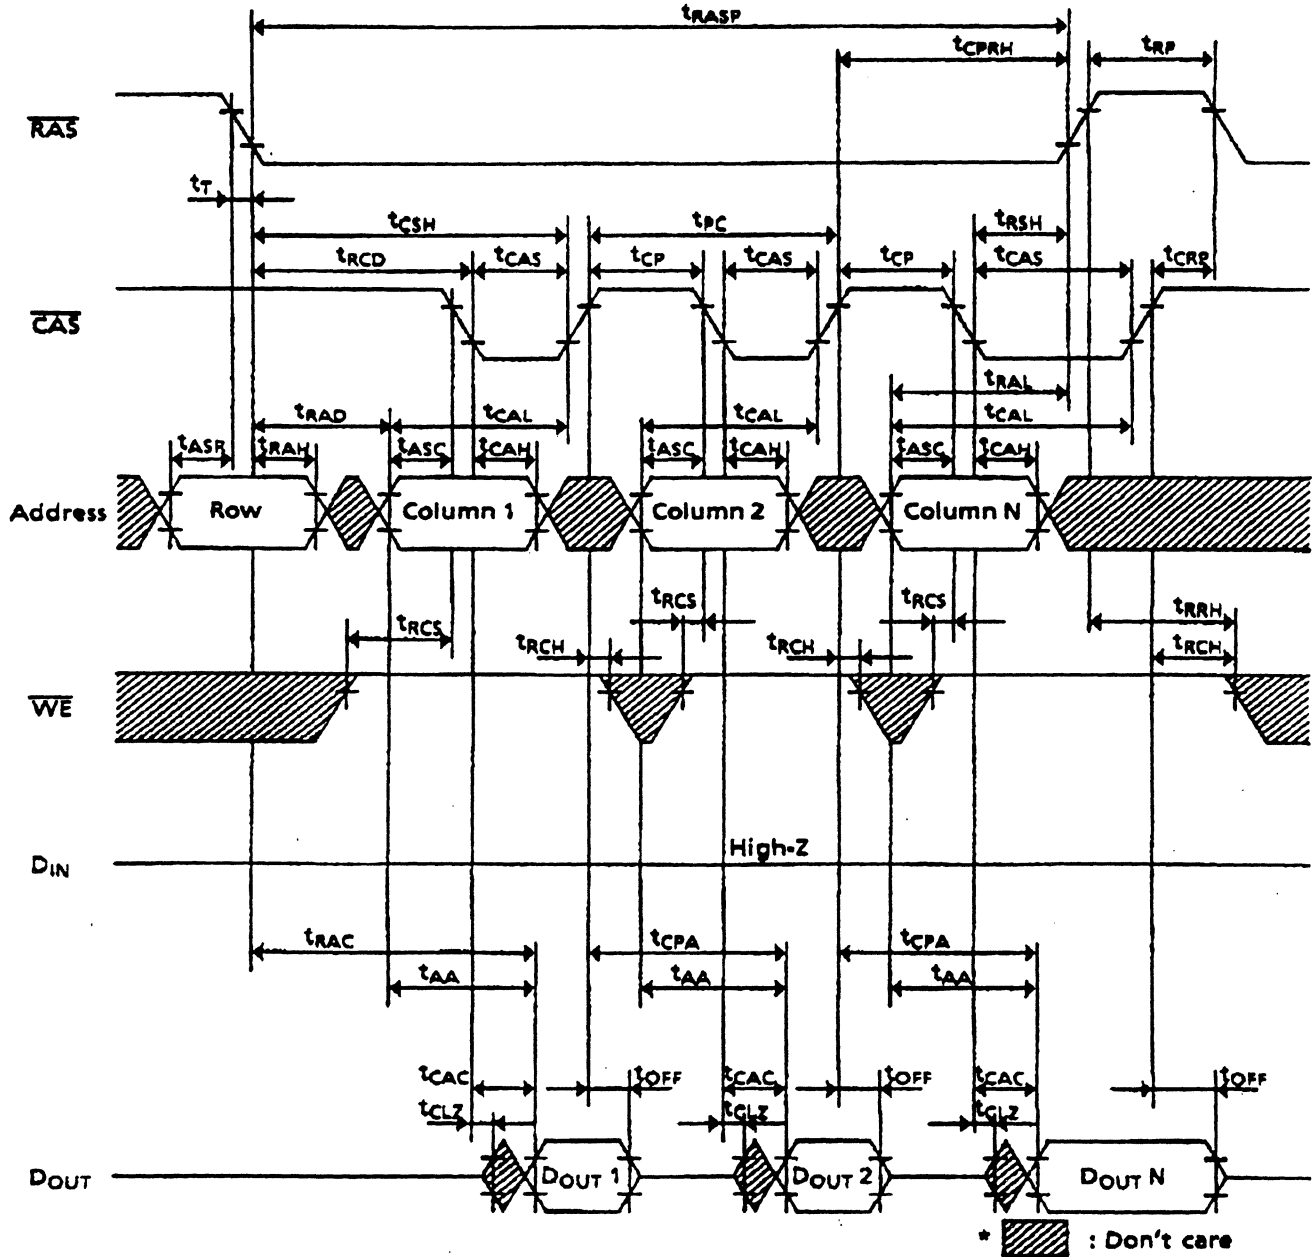 tRASP
tCPRH tRP
RAS
tT
tCSH tPC tRSH
tRCD tCAS tCP tCAS tCP tCAS tCRP
CAS
tRAL
tRAD tCAL tCAL tCAL
tASR tRAH tASC tCAH tASC tCAH tASC tCAH
Address Row Column 1 Column 2 Column N
tRCS tRCS tRRH
tRCS tRCH tRCH tRCH
WE
High-Z
DIN
tRAC tCPA tCPA
tAA tAA tAA
tCAC tOFF tCAC tOFF tCAC tOFF
tCLZ tCLZ tCLZ
DOUT DOUT 1 DOUT 2 DOUT N
* : Don't care